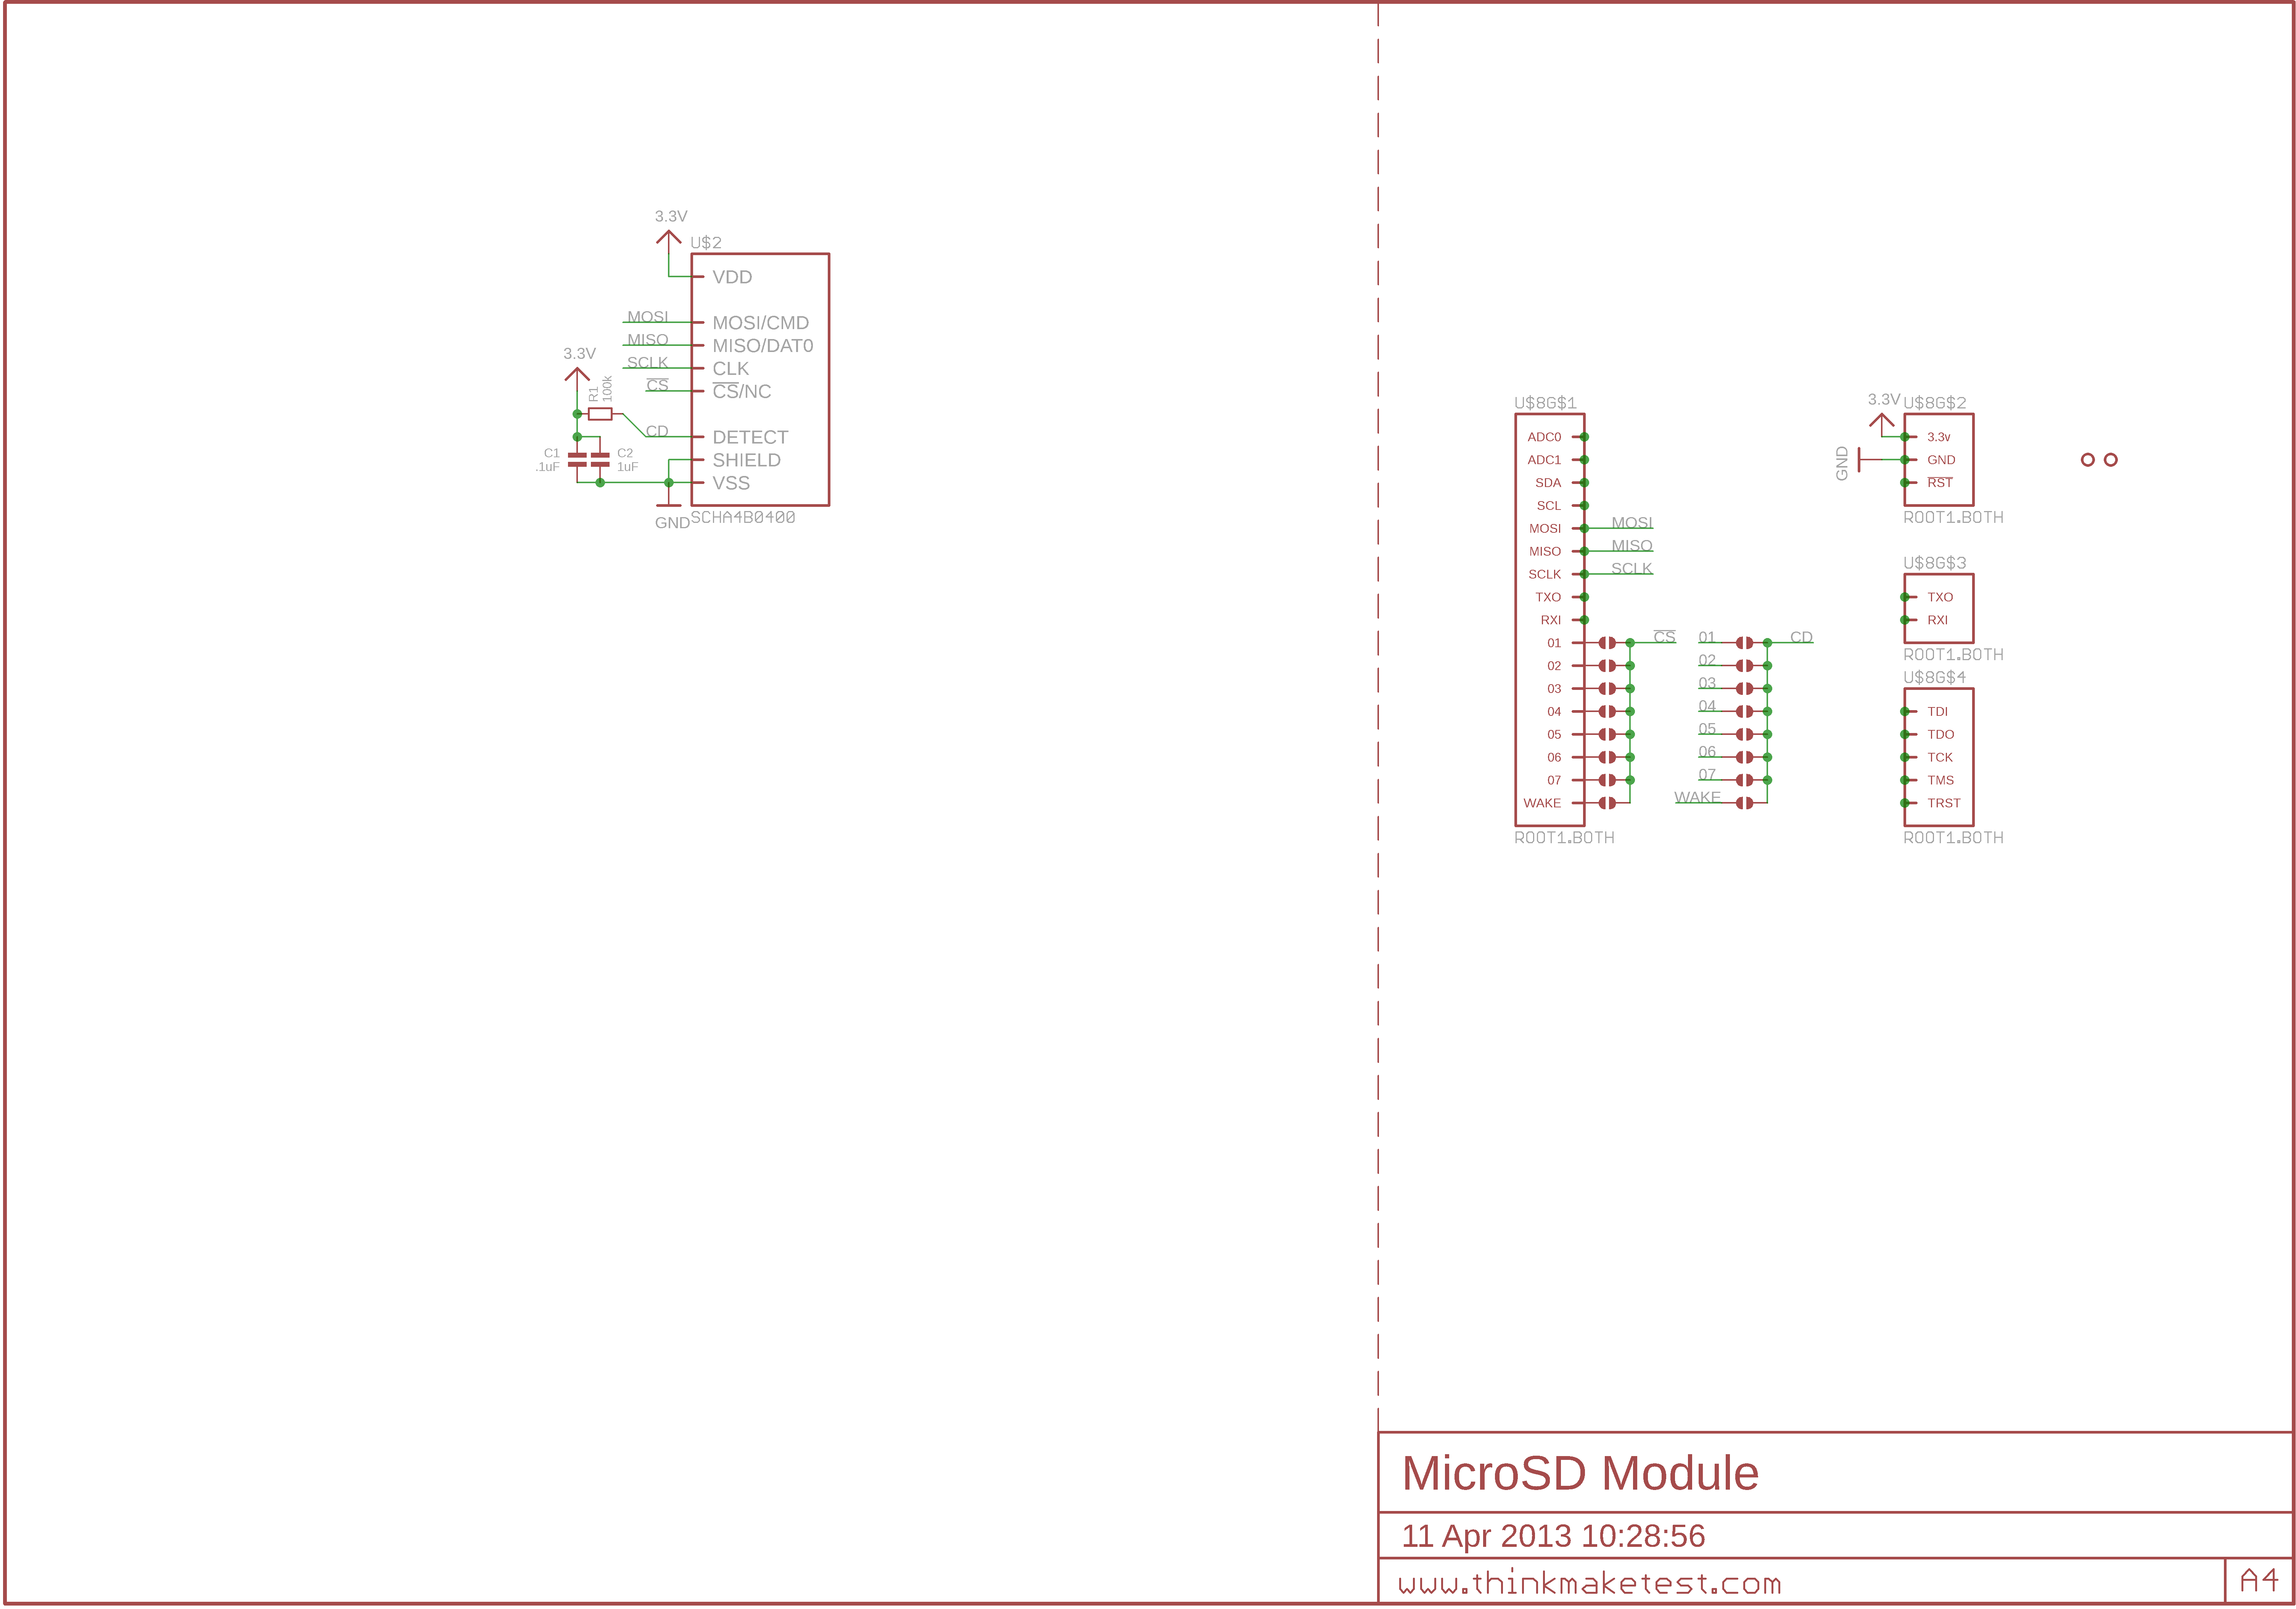 3.3V
U$2
VDD
MOSI MOSI/CMD
MISO MISO/DAT0
SCLK CLK
CS CS/NC
3.3V
R1
100k
CD DETECT
SHIELD
VSS
C1
.1uF
C2
1uF
GND
SCHA4B0400
U$8G$1
ADC0
ADC1
SDA
SCL
MOSI MOSI
MISO MISO
SCLK SCLK
TXO
RXI
01 CS 01 CD
02 02
03 03
04 04
05 05
06 06
07 07
WAKE WAKE
ROOT1.BOTH
3.3V
U$8G$2
3.3v
GND GND
RST
ROOT1.BOTH
U$8G$3
TXO
RXI
ROOT1.BOTH
U$8G$4
TDI
TDO
TCK
TMS
TRST
ROOT1.BOTH
MicroSD Module
11 Apr 2013 10:28:56
www.thinkmaketest.com
A4